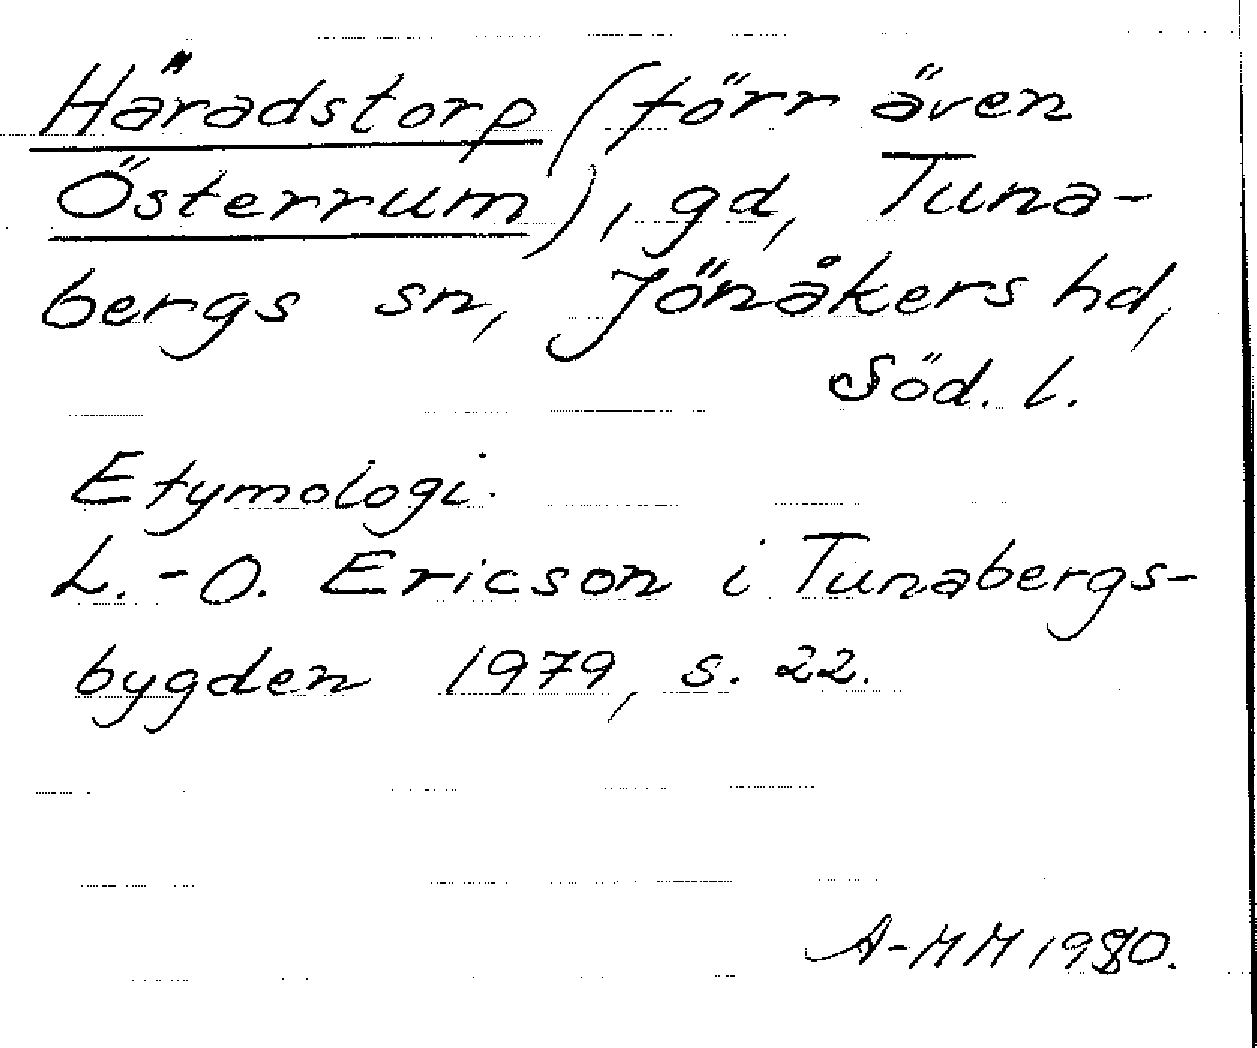 Häradstorp (förr även
Österrum), gd, Tuna-
bergs sn, Jönåkers hd,
Söd. l.
Etymologi.
L.-O. Ericson i Tunabergs-
bygden 1979, s. 22.
A-MM 1980.